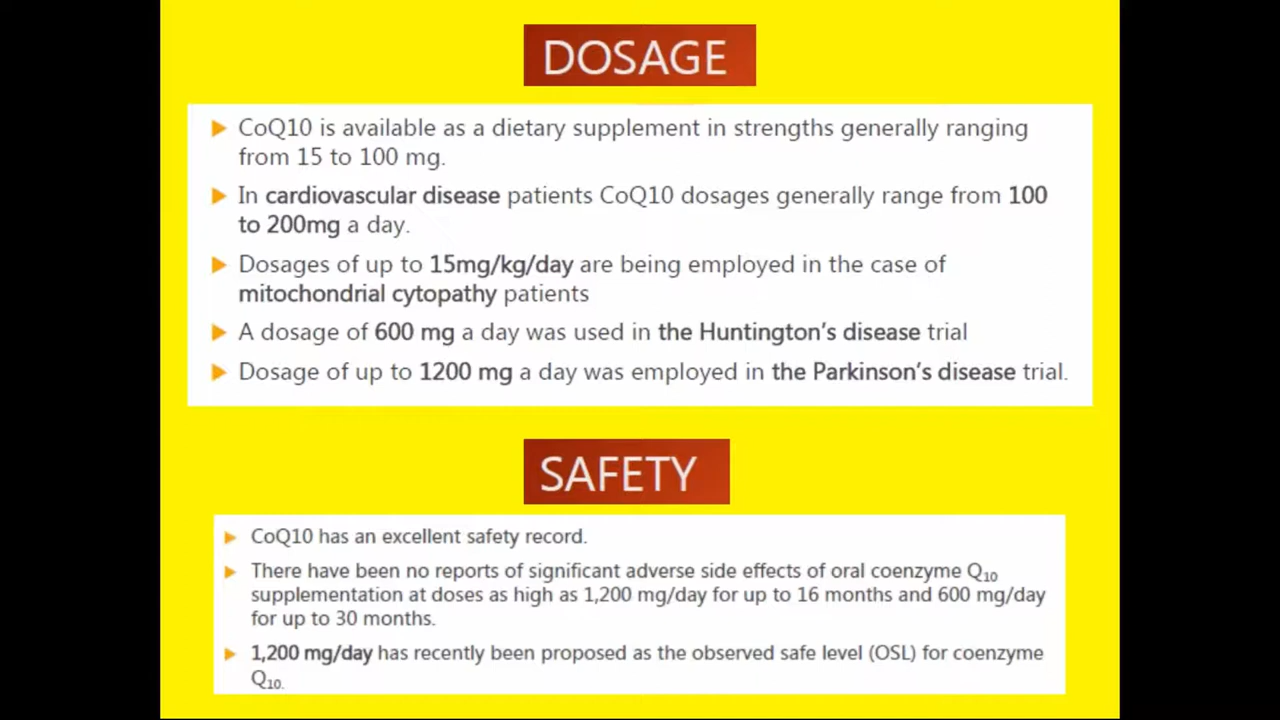 DOSAGE
CoQ10 is available as a dietary supplement in strengths generally ranging
from 15 to 100 mg.
In cardiovascular disease patients CoQ10 dosages generally range from 100
to 200mg a day.
Dosages of up to 15mg/kg/day are being employed in the case of
mitochondrial cytopathy patients
A dosage of 600 mg a day was used in the Huntington's disease trial
Dosage of up to 1200 mg a day was employed in the Parkinson's disease trial.
SAFETY
CoQ10 has an excellent safety record.
There have been no reports of significant adverse side effects of oral coenzyme Q10
supplementation at doses as high as 1,200 mg/day for up to 16 months and 600 mg/day
for up to 30 months.
1,200 mg/day has recently been proposed as the observed safe level (OSL) for coenzyme
Q10.